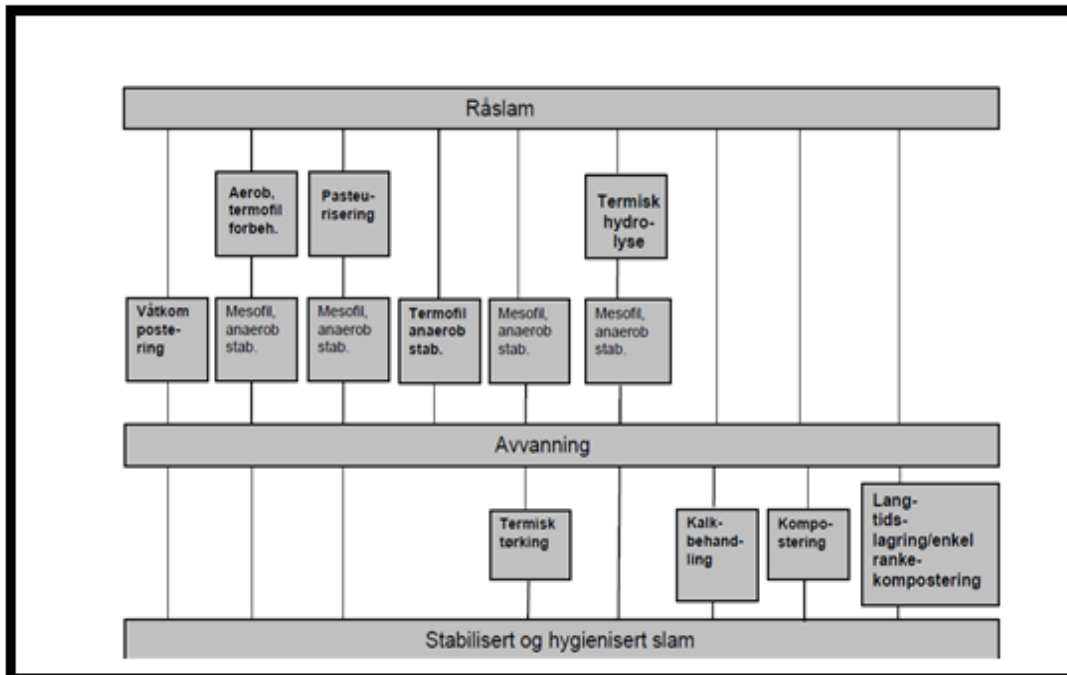 Råslam
Aerob,
termofil
forbeh.
Pasteu-
risering
Termisk
hydro-
lyse
Våtkom
poste-
ring
Mesofil,
anaerob
stab.
Mesofil,
anaerob
stab.
Termofil
anaerob
stab.
Mesofil,
anaerob
stab.
Mesofil,
anaerob
stab.
Avvanning
Termisk
tørking
Kalk-
behand-
ling
Kompo-
stering
Lang-
tids-
lagring/enkel
ranke-
kompostering
Stabilisert og hygienisert slam